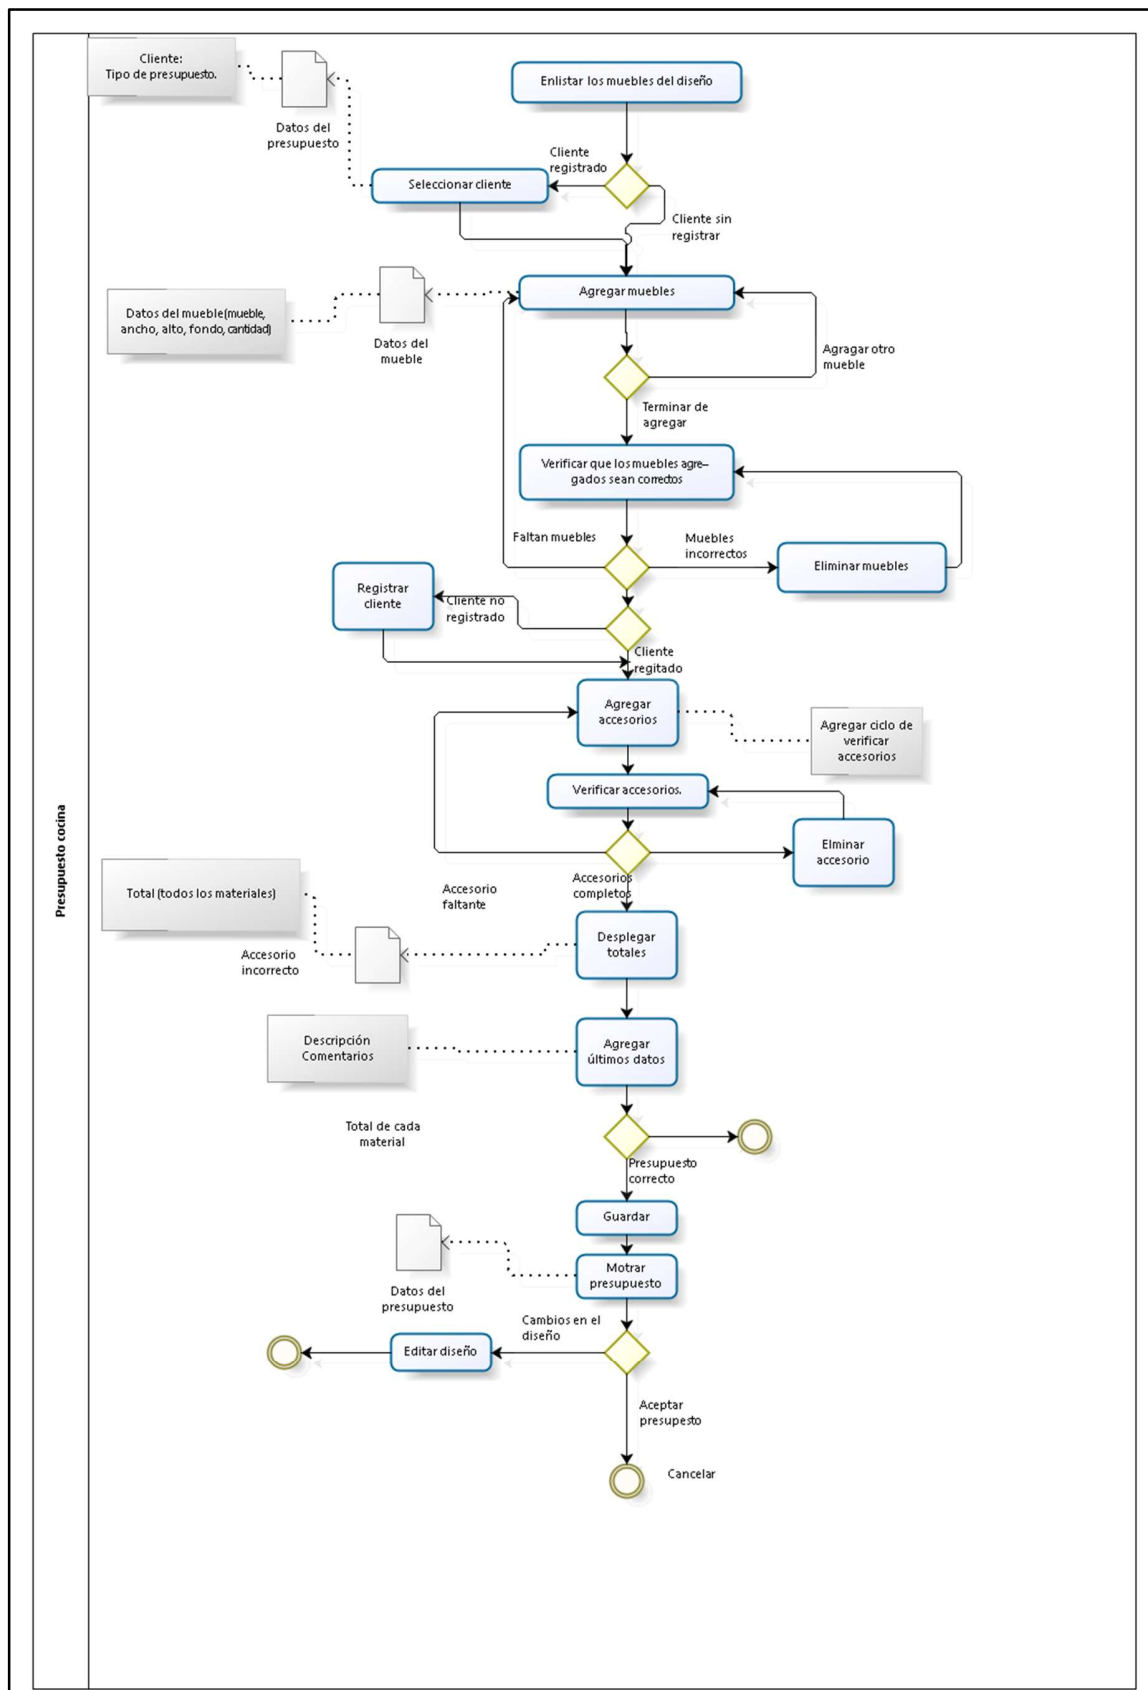 Presupuesto cocina
Cliente:
Tipo de presupuesto.
Datos del
presupuesto
Enlistar los muebles del diseño
Cliente
registrado
Seleccionar cliente
Cliente sin
registrar
Agregar muebles
Datos del mueble(mueble,
ancho, alto, fondo, cantidad)
Datos del
mueble
Agragar otro
mueble
Terminar de
agregar
Verificar que los muebles agre-
gados sean correctos
Faltan muebles
Muebles
incorrectos
Eliminar muebles
Registrar
cliente
Cliente no
registrado
Cliente
regitado
Agregar
accesorios
Agregar ciclo de
verificar
accesorios
Verificar accesorios.
Elminar
accesorio
Accesorios
completos
Accesorio
faltante
Total (todos los materiales)
Accesorio
incorrecto
Desplegar
totales
Descripción
Comentarios
Agregar
últimos datos
Total de cada
material
Presupuesto
correcto
Guardar
Motrar
presupuesto
Datos del
presupuesto
Cambios en el
diseño
Editar diseño
Aceptar
presupesto
Cancelar